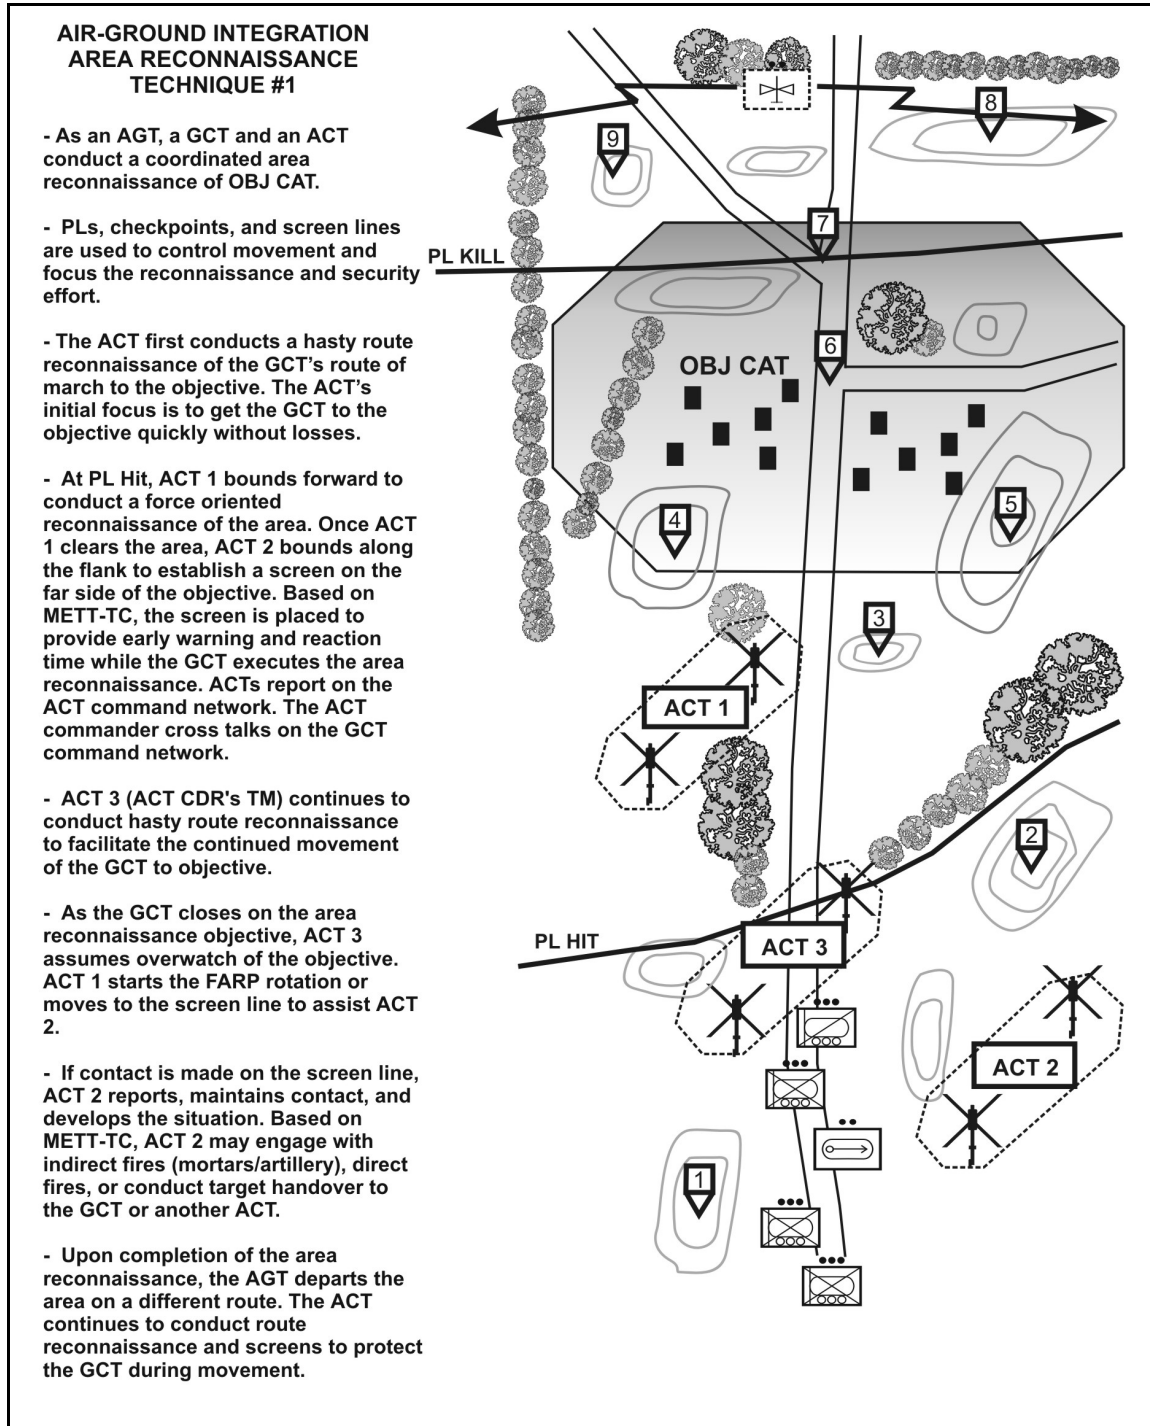 AIR-GROUND INTEGRATION
AREA RECONNAISSANCE
TECHNIQUE #1
- As an AGT, a GCT and an ACT
conduct a coordinated area
reconnaissance of OBJ CAT.
- PLs, checkpoints, and screen lines
are used to control movement and
focus the reconnaissance and security
effort.
- The ACT first conducts a hasty route
reconnaissance of the GCT's route of
march to the objective. The ACT's
initial focus is to get the GCT to the
objective quickly without losses.
- At PL Hit, ACT 1 bounds forward to
conduct a force oriented
reconnaissance of the area. Once ACT
1 clears the area, ACT 2 bounds along
the flank to establish a screen on the
far side of the objective. Based on
METT-TC, the screen is placed to
provide early warning and reaction
time while the GCT executes the area
reconnaissance. ACTs report on the
ACT command network. The ACT
commander cross talks on the GCT
command network.
- ACT 3 (ACT CDR's TM) continues to
conduct hasty route reconnaissance
to facilitate the continued movement
of the GCT to objective.
- As the GCT closes on the area
reconnaissance objective, ACT 3
assumes overwatch of the objective.
ACT 1 starts the FARP rotation or
moves to the screen line to assist ACT
2.
- If contact is made on the screen line,
ACT 2 reports, maintains contact, and
develops the situation. Based on
METT-TC, ACT 2 may engage with
indirect fires (mortars/artillery), direct
fires, or conduct target handover to
the GCT or another ACT.
- Upon completion of the area
reconnaissance, the AGT departs the
area on a different route. The ACT
continues to conduct route
reconnaissance and screens to protect
the GCT during movement.
8
9
7
PL KILL
6
OBJ CAT
5
4
3
ACT 1
2
PL HIT
ACT 3
ACT 2
1